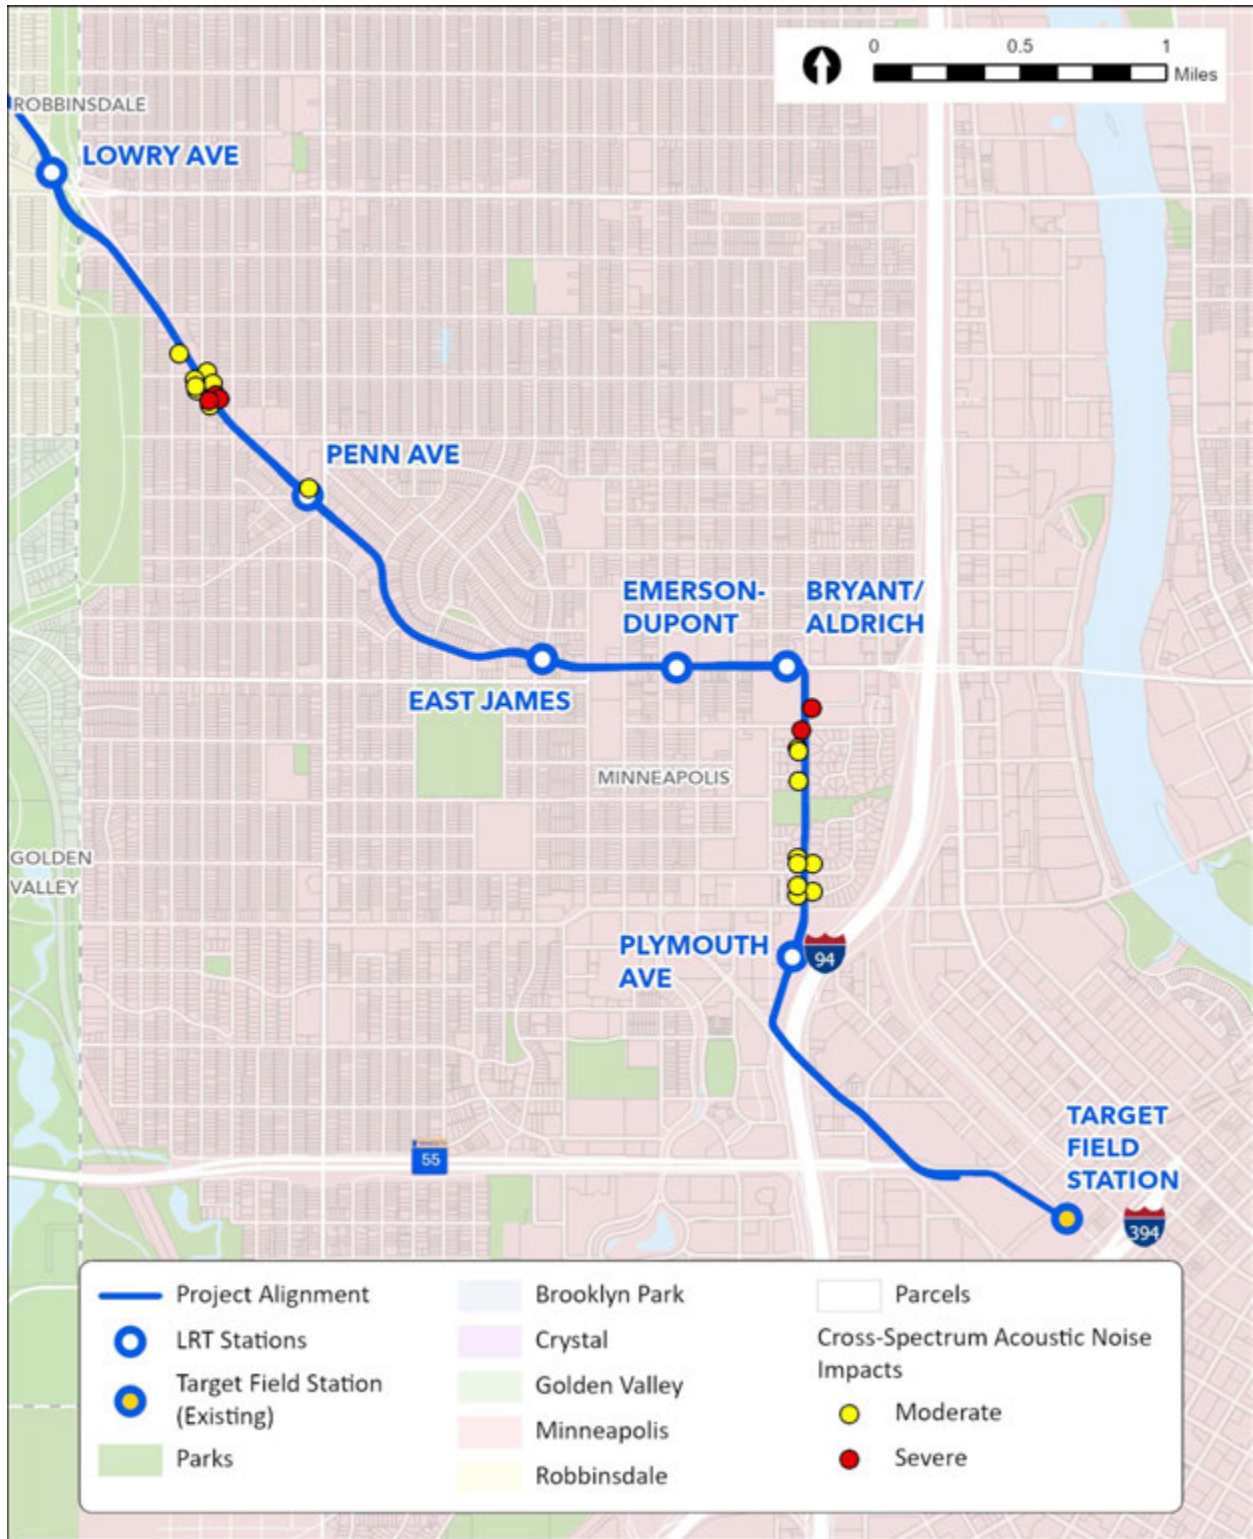 0 0.5 1
Miles
ROBBINSDALE
LOWRY AVE
PENN AVE
EMERSON-
DUPONT
BRYANT/
ALDRICH
EAST JAMES
MINNEAPOLIS
GOLDEN
VALLEY
PLYMOUTH
AVE
94
TARGET
FIELD
STATION
55
394
Project Alignment
LRT Stations
Target Field Station
(Existing)
Parks
Brooklyn Park
Crystal
Golden Valley
Minneapolis
Robbinsdale
Parcels
Cross-Spectrum Acoustic Noise
Impacts
Moderate
Severe